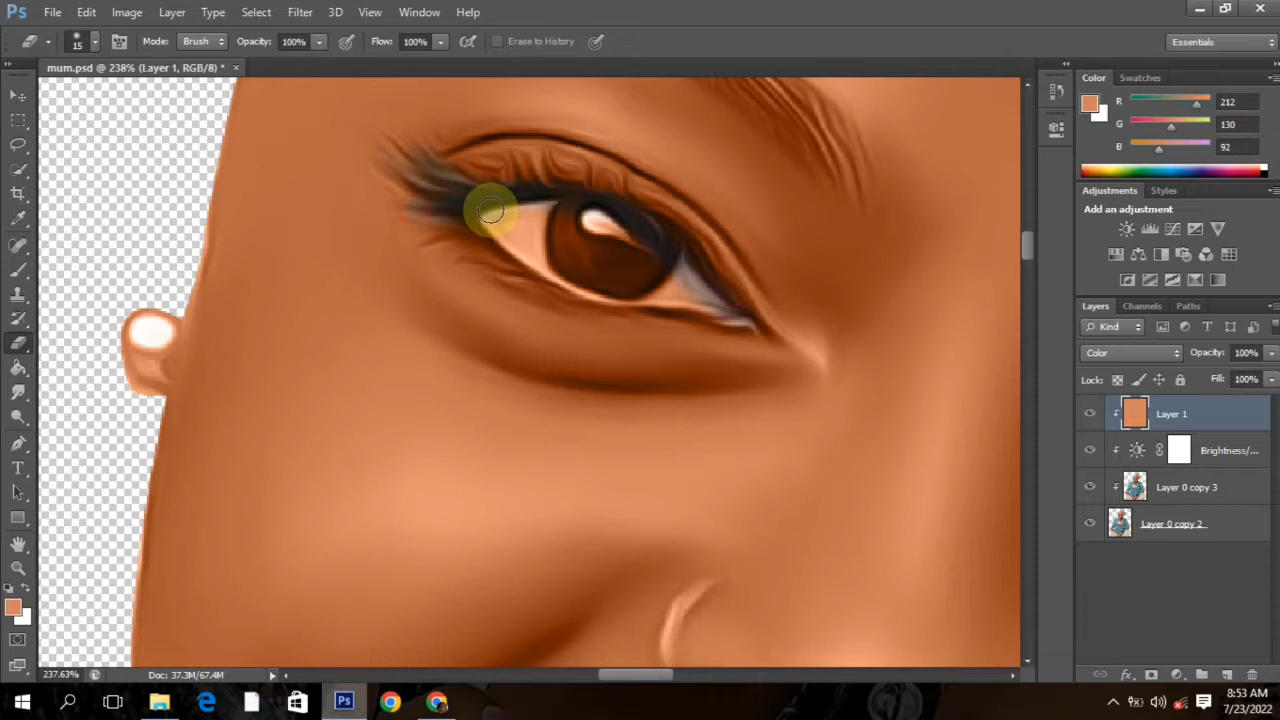 Ps File Edit Image Layer Type Select Filter 3D View Window Help
15 Mode: Brush Opacity: 100% Flow: 100% Erase to History Essentials
mum.psd @ 238% (Layer 1, RGB/8) * ×
Color Swatches
R 212
G 130
B 92
Adjustments Styles
Add an adjustment
Layers Channels Paths
Kind
Color Opacity: 100%
Lock: Fill: 100%
Layer 1
Brightness/...
Layer 0 copy 3
Layer 0 copy 2
237.63% Doc: 37.3M/67.4M
Ps 8:53 AM
7/23/2022